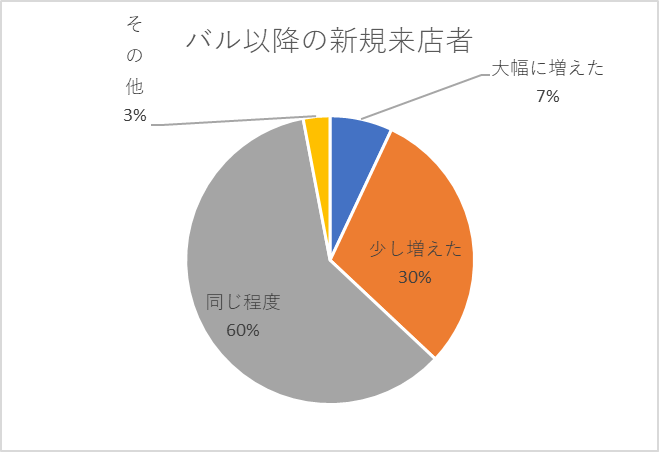 バル以降の新規来店者
大幅に増えた
7%
少し増えた
30%
同じ程度
60%
そ
の
他
3%